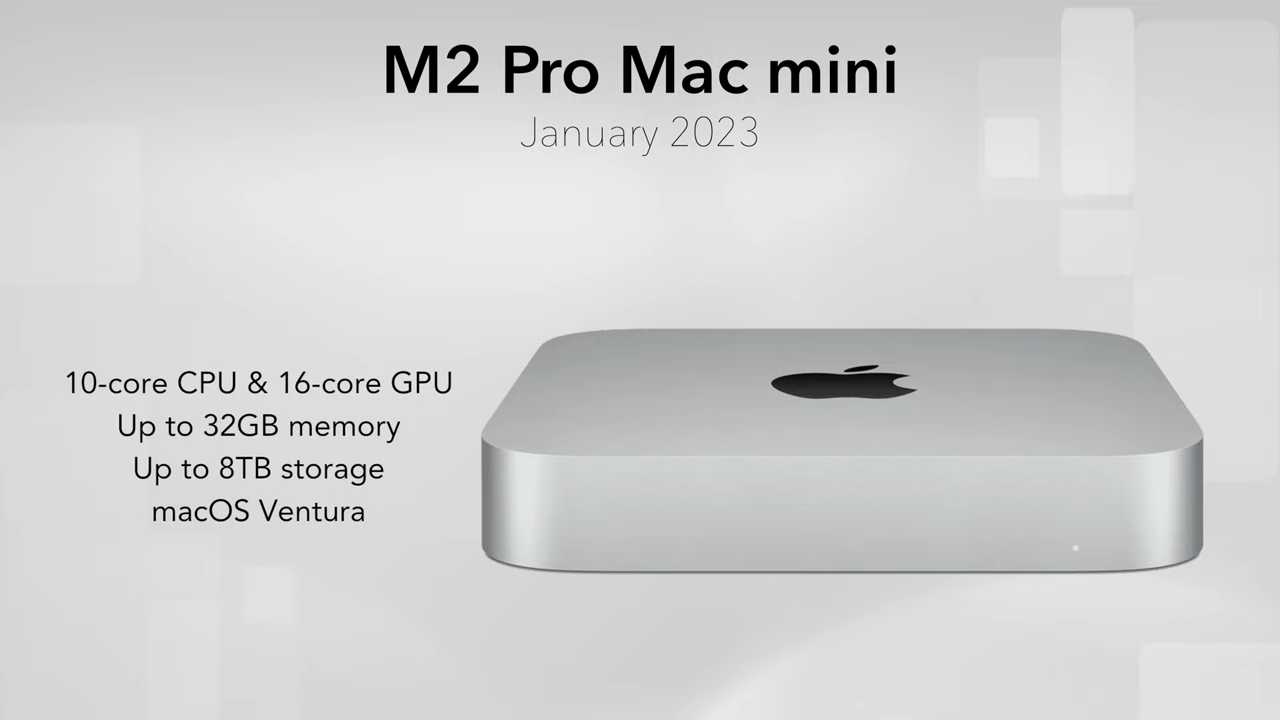 M2 Pro Mac mini
January 2023
10-core CPU & 16-core GPU
Up to 32GB memory
Up to 8TB storage
macOS Ventura